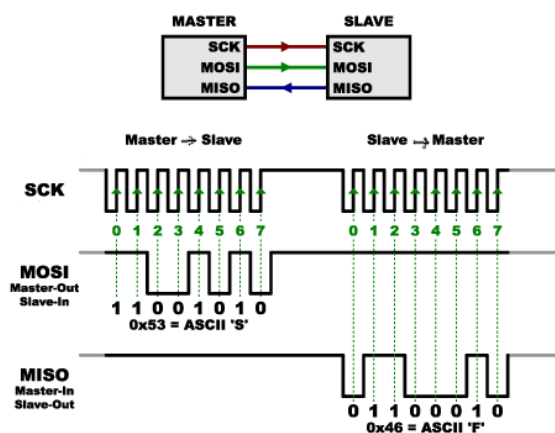 MASTER SLAVE
SCK SCK
MOSI MOSI
MISO MISO
Master → Slave Slave → Master
SCK
0 1 2 3 4 5 6 7 0 1 2 3 4 5 6 7
MOSI
Master-Out
Slave-In
1 1 0 0 1 0 1 0
0x53 = ASCII 'S'
MISO
Master-In
Slave-Out
0 1 1 0 0 0 1 0
0x46 = ASCII 'F'